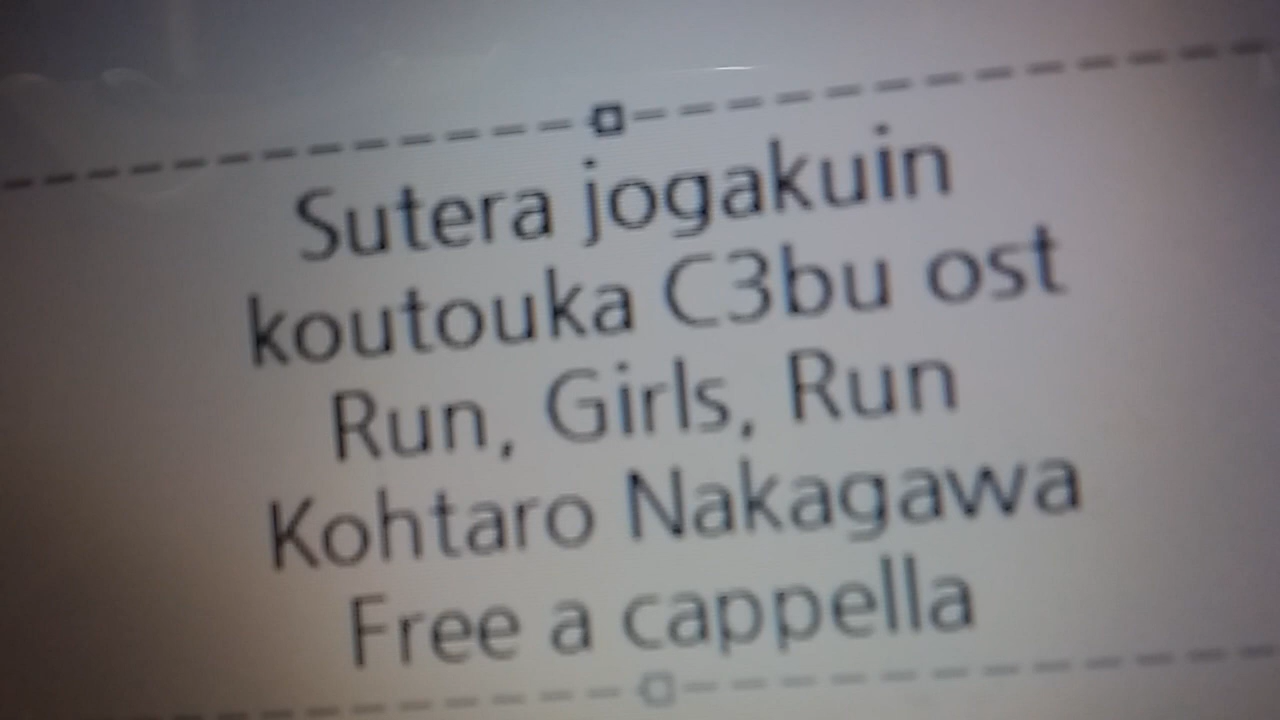 Sutera jogakuin
koutouka C3bu ost
Run, Girls, Run
Kohtaro Nakagawa
Free a cappella